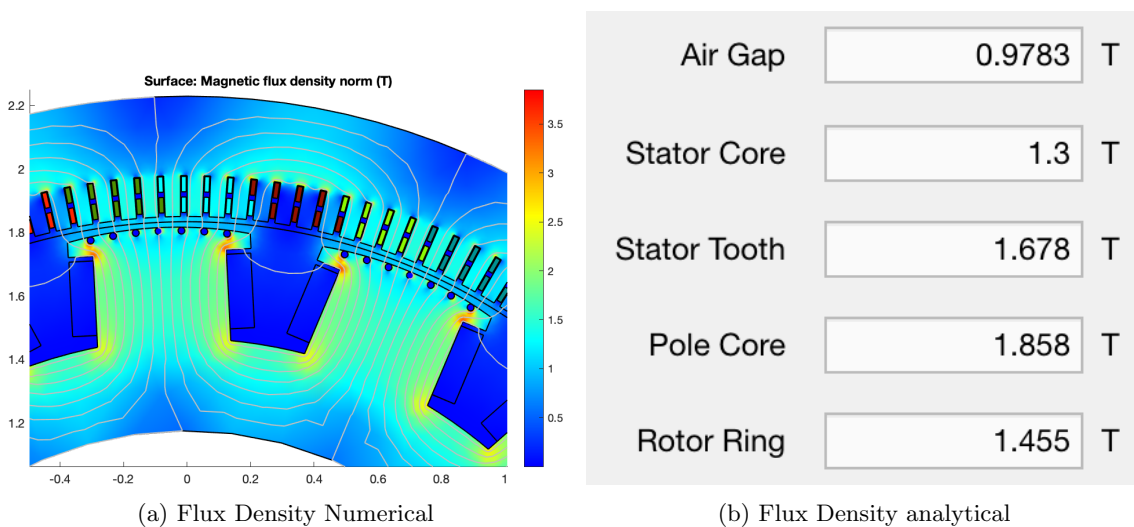 Surface: Magnetic flux density norm (T)
2.2
2
1.8
1.6
1.4
1.2
-0.4
-0.2
0
0.2
0.4
0.6
0.8
1
3.5
3
2.5
2
1.5
1
0.5
(a) Flux Density Numerical
Air Gap 0.9783 T
Stator Core 1.3 T
Stator Tooth 1.678 T
Pole Core 1.858 T
Rotor Ring 1.455 T
(b) Flux Density analytical